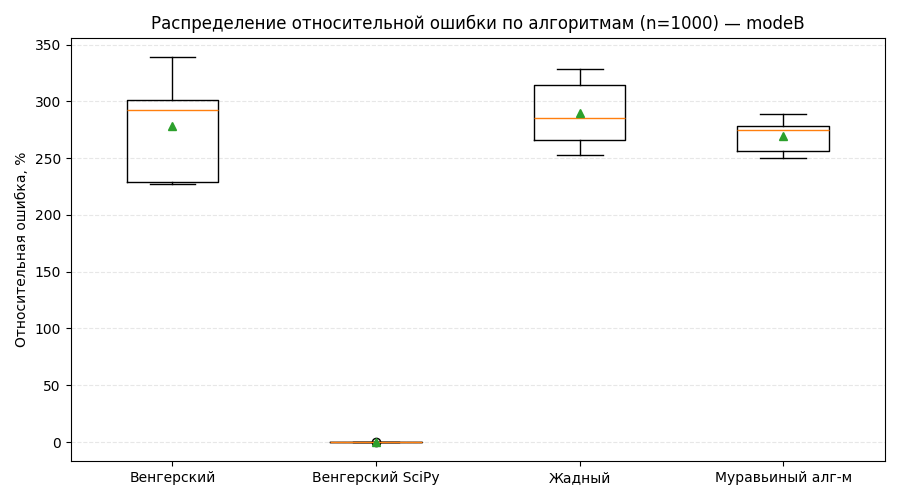 Распределение относительной ошибки по алгоритмам (n=1000) — modeB
Относительная ошибка, %
350
300
250
200
150
100
50
0
Венгерский
Венгерский SciPy
Жадный
Муравьиный алг-м